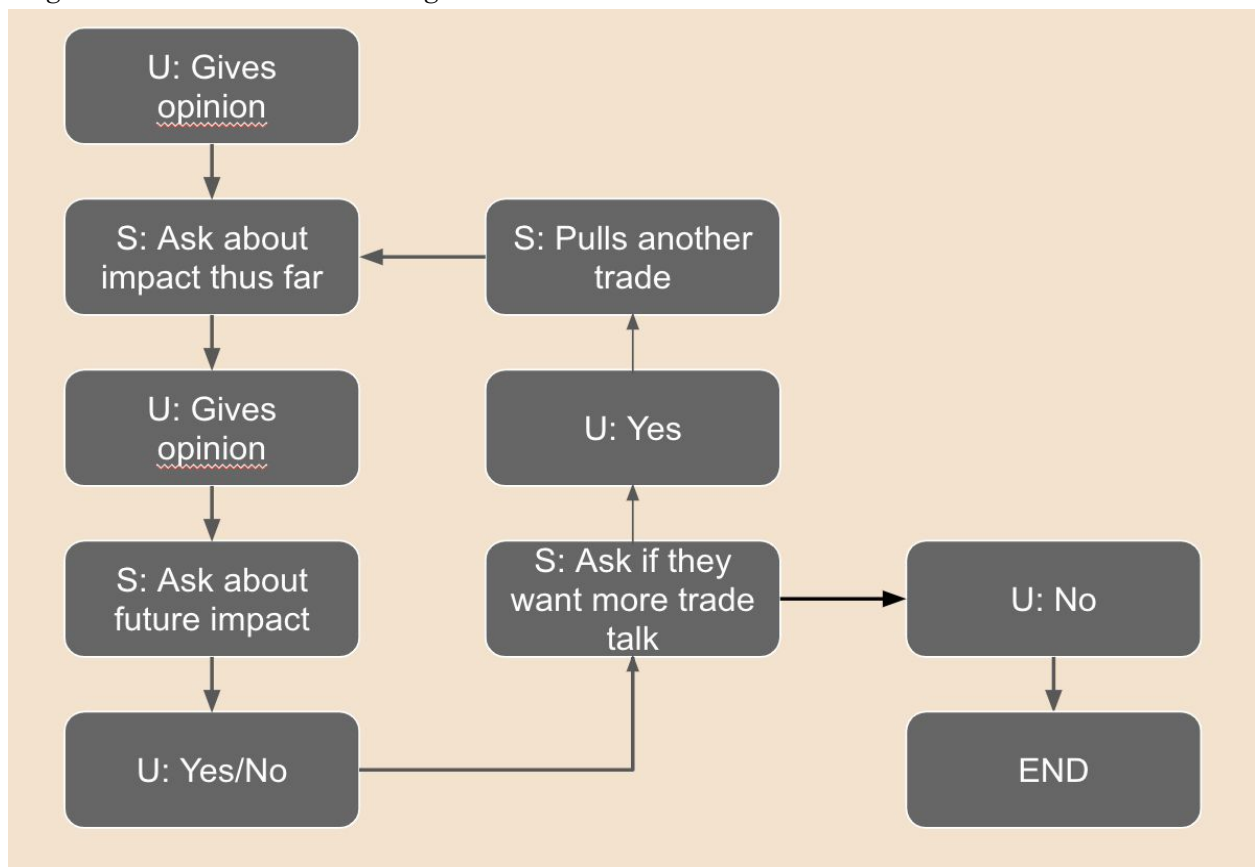 U: Gives
opinion
S: Ask about
impact thus far
U: Gives
opinion
S: Ask about
future impact
U: Yes/No
S: Pulls another
trade
U: Yes
S: Ask if they
want more trade
talk
U: No
END